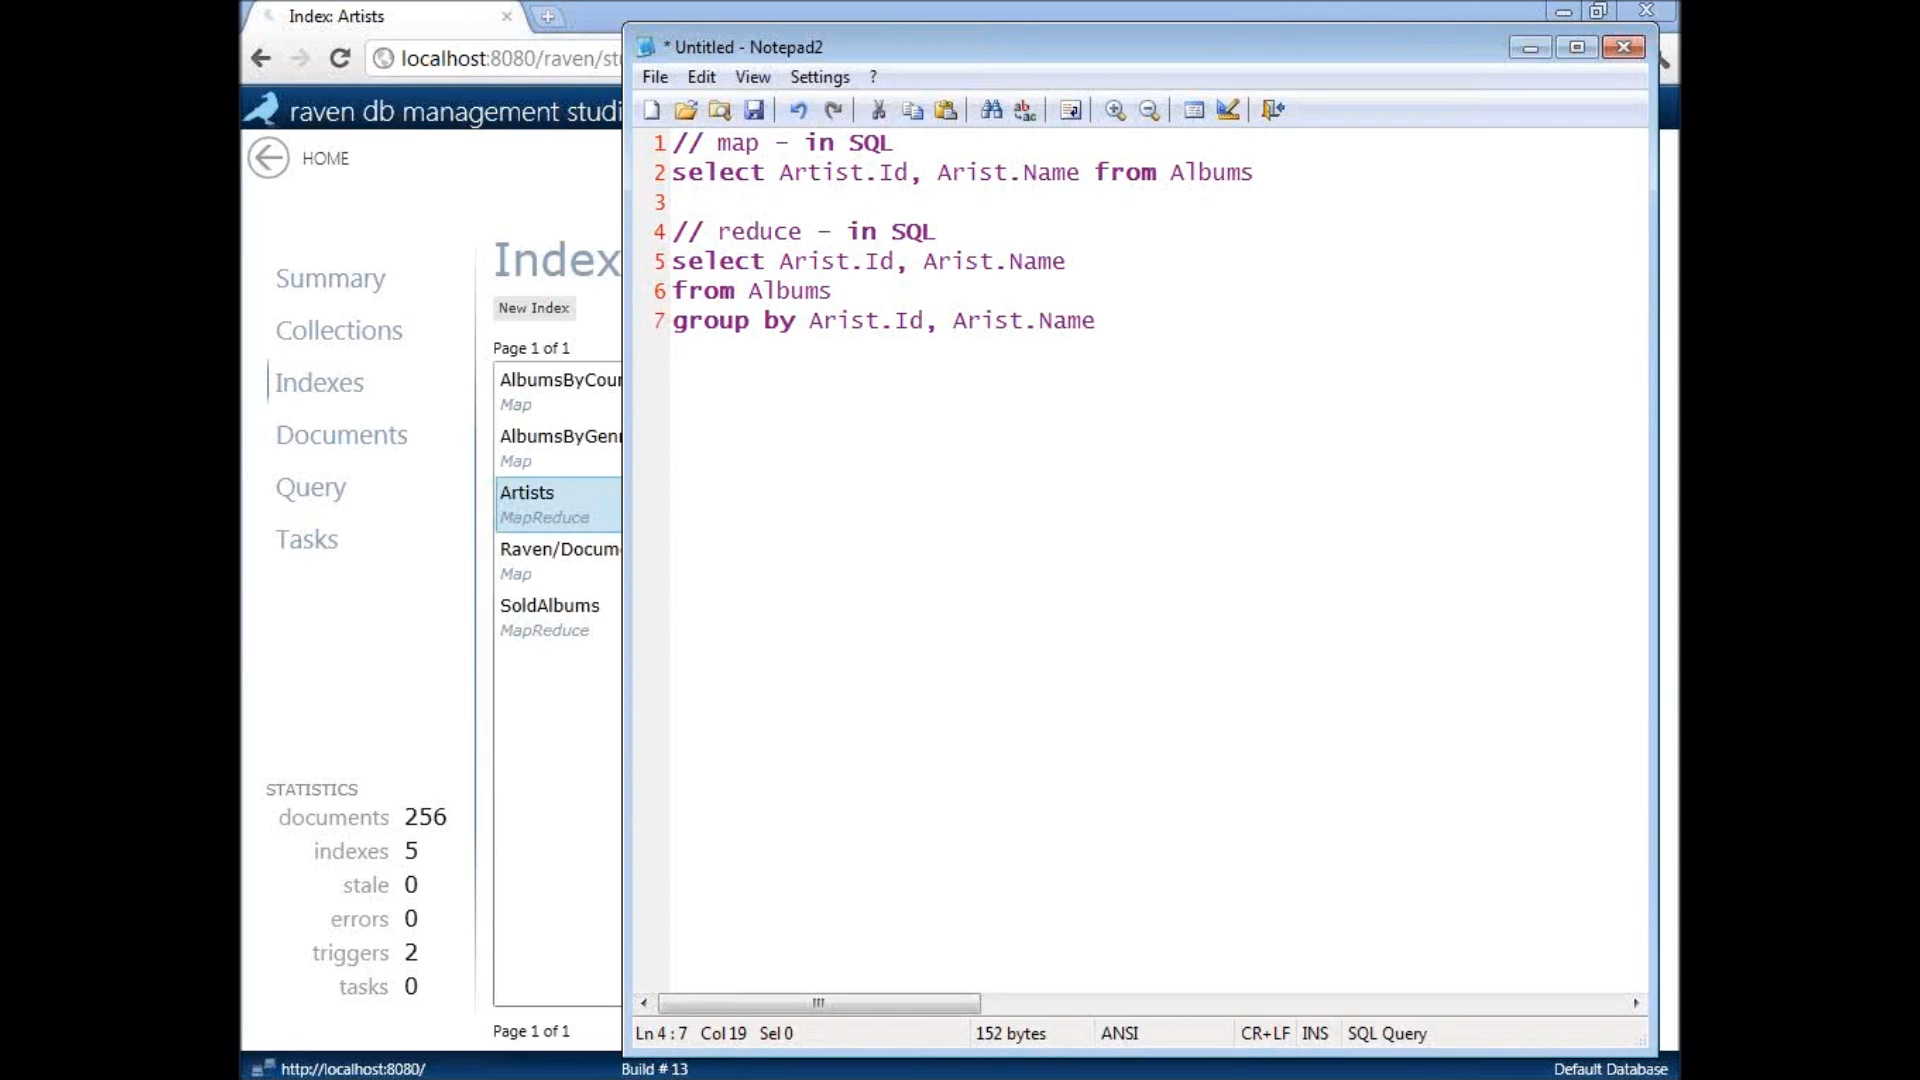 Index: Artists
localhost:8080/raven/stu
raven db management studi
HOME
Summary
Collections
Indexes
Documents
Query
Tasks
STATISTICS
documents 256
indexes 5
stale 0
errors 0
triggers 2
tasks 0
Index
New Index
Page 1 of 1
AlbumsByCoun
Map
AlbumsByGenr
Map
Artists
MapReduce
Raven/Docume
Map
SoldAlbums
MapReduce
Page 1 of 1
* Untitled - Notepad2
File Edit View Settings ?
1 // map - in SQL
2 select Artist.Id, Arist.Name from Albums
3
4 // reduce - in SQL
5 select Arist.Id, Arist.Name
6 from Albums
7 group by Arist.Id, Arist.Name
Ln 4 : 7 Col 19 Sel 0 152 bytes ANSI CR+LF INS SQL Query
http://localhost:8080/ Build # 13 Default Database